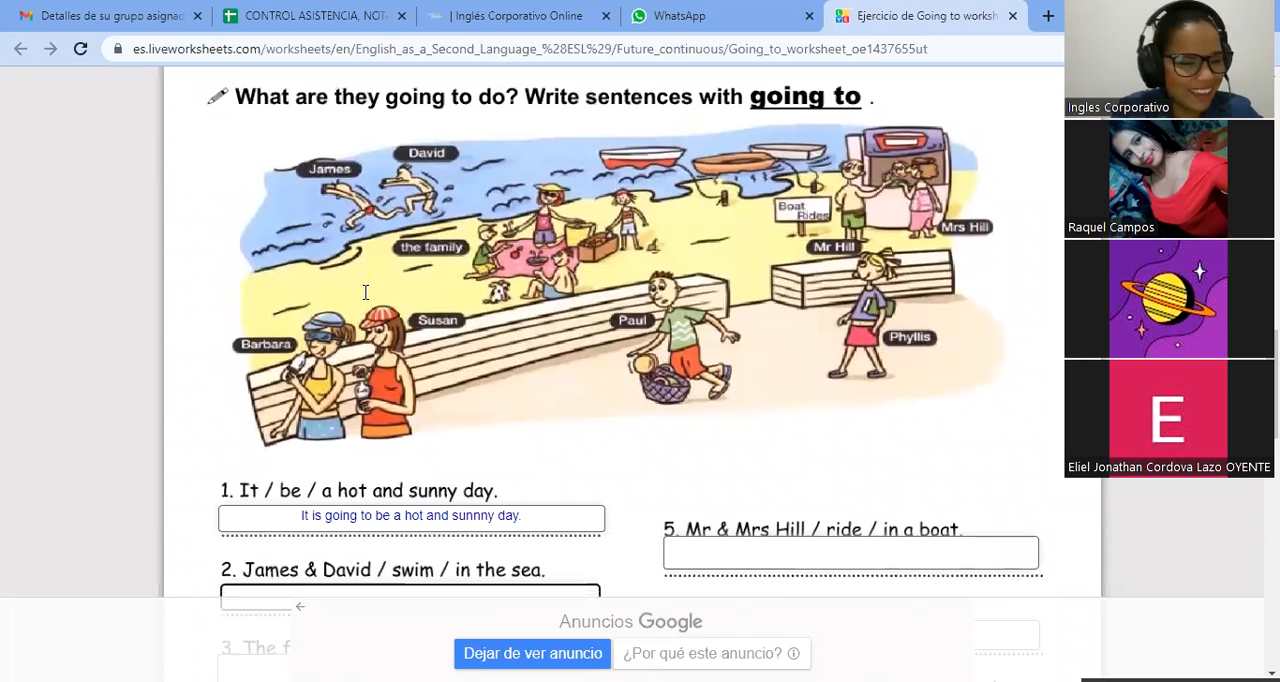 Detalles de su grupo asignad
CONTROL ASISTENCIA, NOT
| Inglés Corporativo Online
WhatsApp
Ejercicio de Going to worksh
es.liveworksheets.com/worksheets/en/English_as_a_Second_Language_%28ESL%29/Future_continuous/Going_to_worksheet_oe1437655ut
What are they going to do? Write sentences with going to .
David
James
the family
Boat
Rides
Mrs Hill
Mr Hill
Susan
Paul
Barbara
Phyllis
1. It / be / a hot and sunny day.
It is going to be a hot and sunnny day.
5. Mr & Mrs Hill / ride / in a boat.
2. James & David / swim / in the sea.
3. The f
Anuncios Google
Dejar de ver anuncio
¿Por qué este anuncio?
Ingles Corporativo
Raquel Campos
E
Eliel Jonathan Cordova Lazo OYENTE